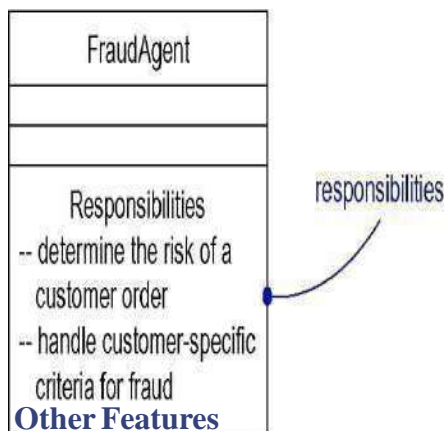 FraudAgent
Responsibilities
-- determine the risk of a
customer order
-- handle customer-specific
criteria for fraud
responsibilities
Other Features